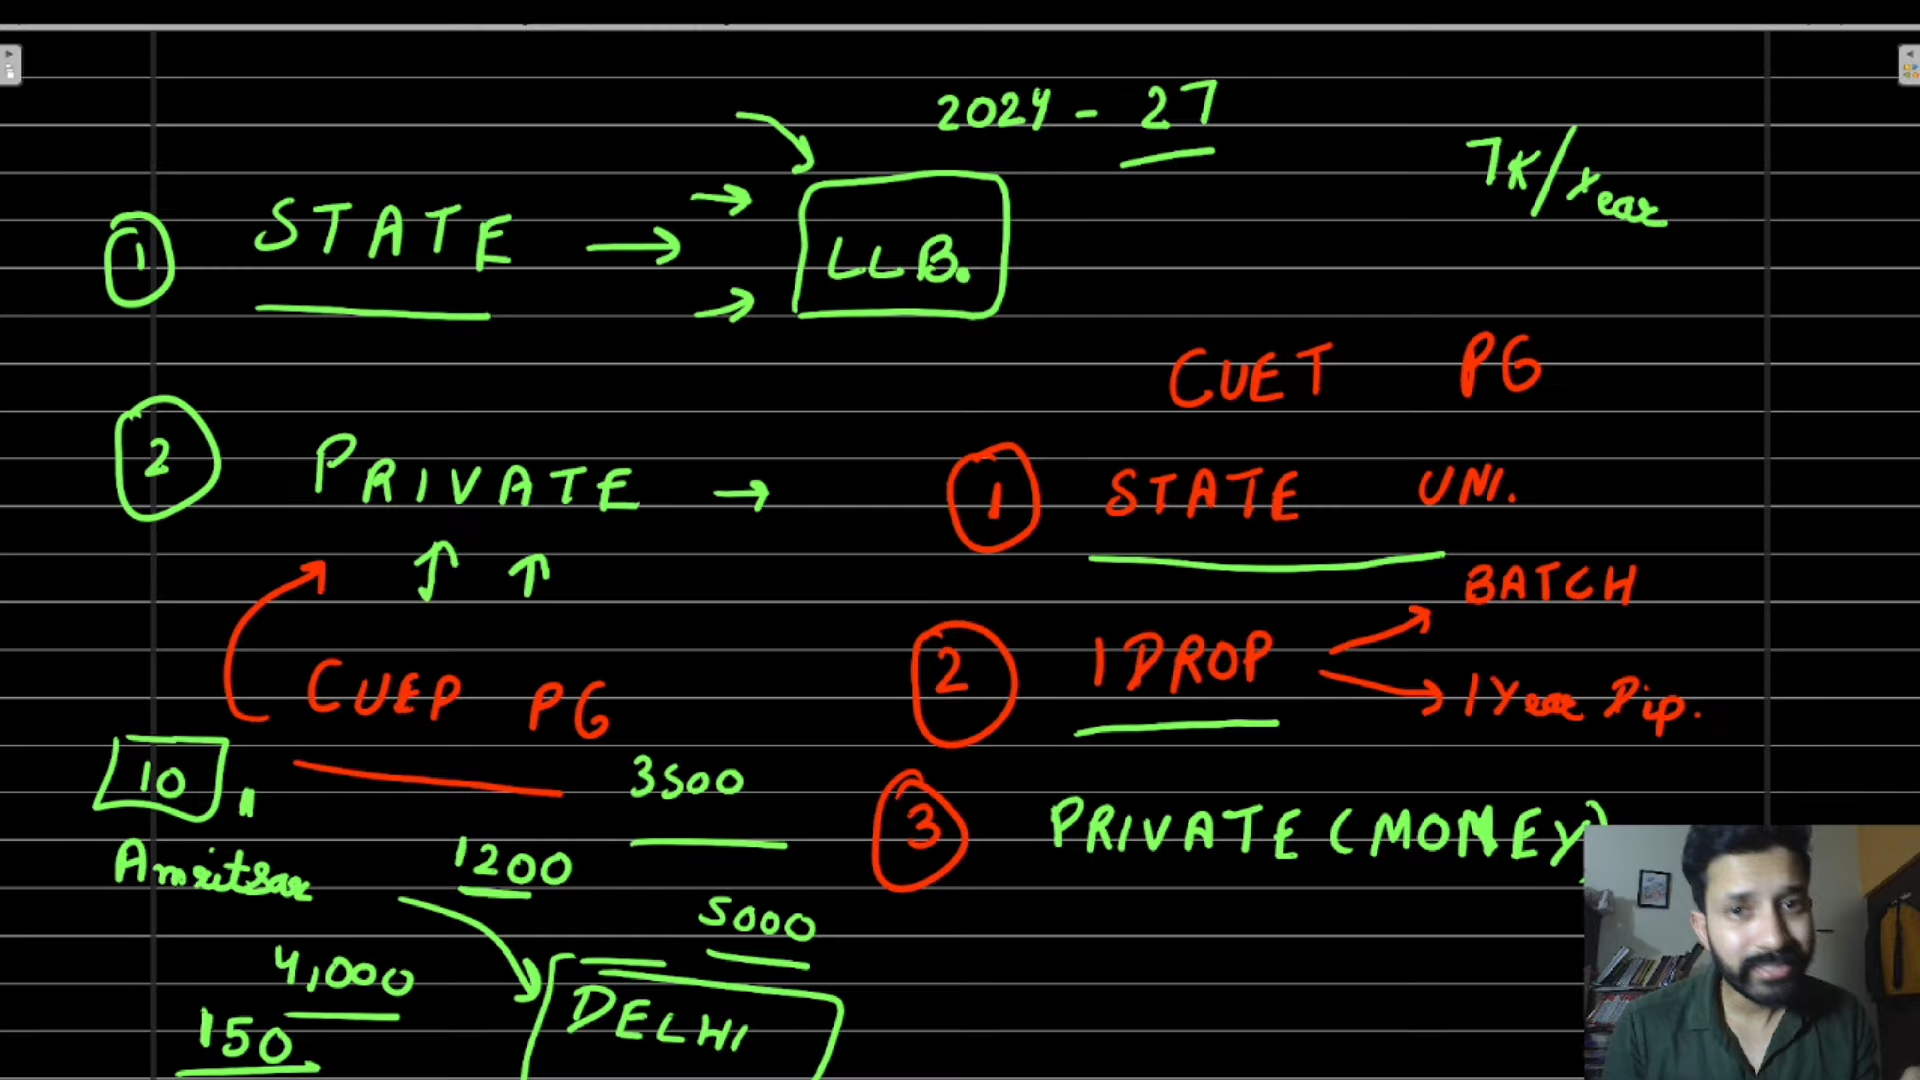 2024 - 27
7K/Year
1 STATE → LLB.
CUET PG
2 PRIVATE →
1 STATE UNI.
BATCH
2 1 DROP
1 Year Dip.
CUEP PG
10
3500
3 PRIVATE (MONEY)
Amritsar
1200
5000
4,000
DELHI
150